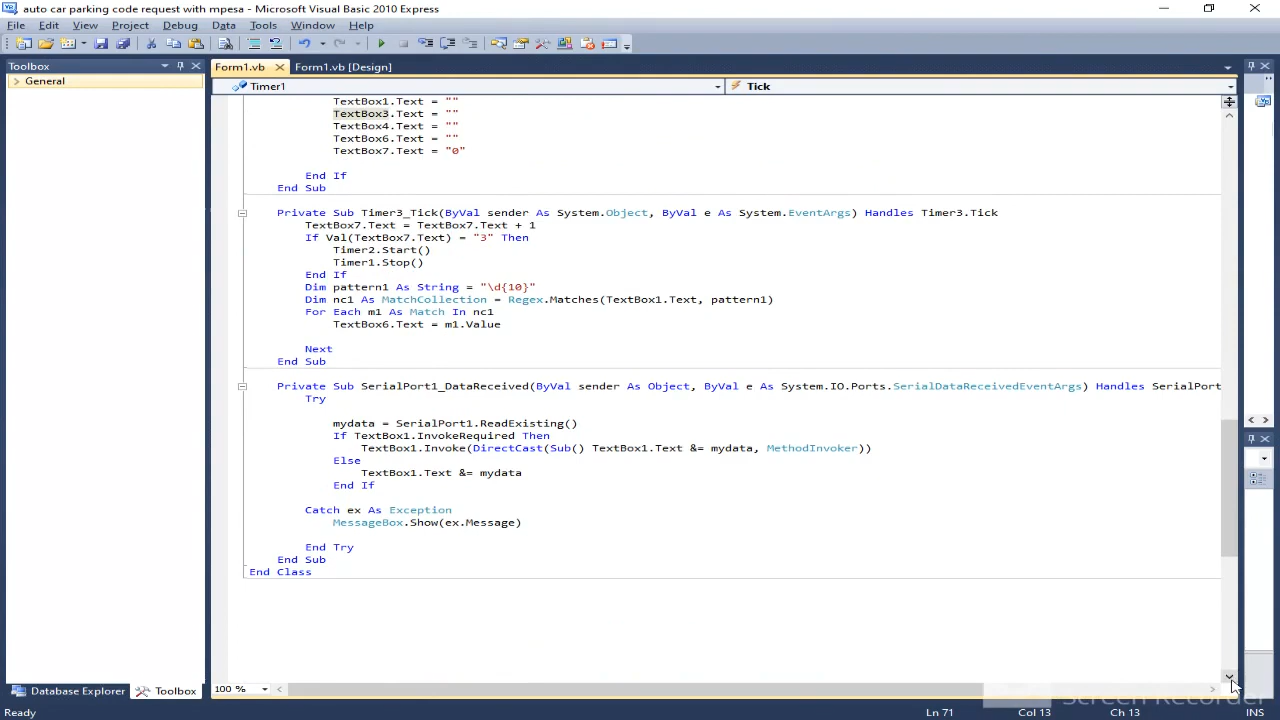 auto car parking code request with mpesa - Microsoft Visual Basic 2010 Express
File Edit View Project Debug Data Tools Window Help
Toolbox
General
Form1.vb Form1.vb [Design]
Timer1 Tick
TextBox1.Text = ""
TextBox3.Text = ""
TextBox4.Text = ""
TextBox6.Text = ""
TextBox7.Text = "0"
End If
End Sub
Private Sub Timer3_Tick(ByVal sender As System.Object, ByVal e As System.EventArgs) Handles Timer3.Tick
TextBox7.Text = TextBox7.Text + 1
If Val(TextBox7.Text) = "3" Then
Timer2.Start()
Timer1.Stop()
End If
Dim pattern1 As String = "\d{10}"
Dim nc1 As MatchCollection = Regex.Matches(TextBox1.Text, pattern1)
For Each m1 As Match In nc1
TextBox6.Text = m1.Value
Next
End Sub
Private Sub SerialPort1_DataReceived(ByVal sender As Object, ByVal e As System.IO.Ports.SerialDataReceivedEventArgs) Handles SerialPort
Try
mydata = SerialPort1.ReadExisting()
If TextBox1.InvokeRequired Then
TextBox1.Invoke(DirectCast(Sub() TextBox1.Text &= mydata, MethodInvoker))
Else
TextBox1.Text &= mydata
End If
Catch ex As Exception
MessageBox.Show(ex.Message)
End Try
End Sub
End Class
100 %
Database Explorer Toolbox
Screen Recorder
Ready Ln 71 Col 13 Ch 13 INS